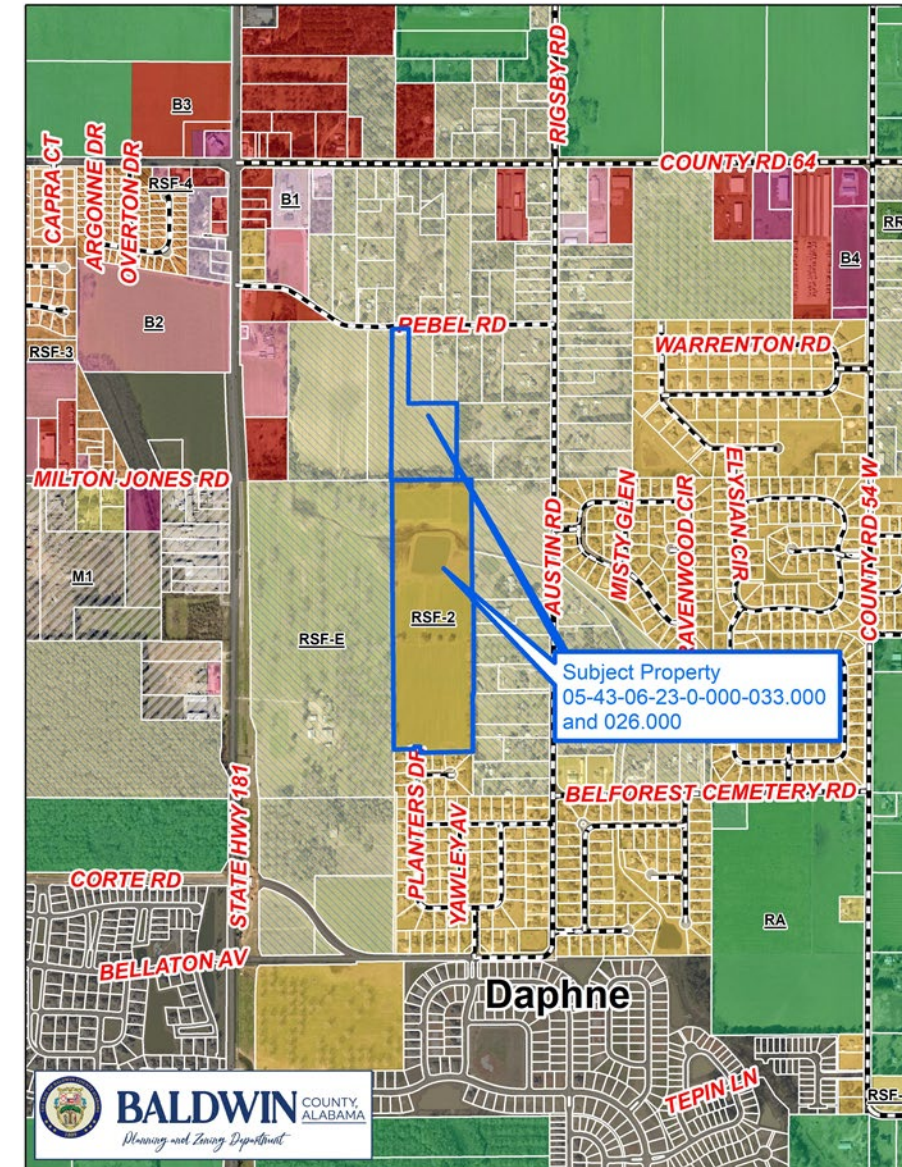 RIGSBY RD
B3
COUNTY RD 64
CAPRA CT
ARGONNE DR
OVERTON DR
RSF-4
B1
RR
B4
B2
REBEL RD
WARRENTON RD
RSF-3
MILTON JONES RD
AUSTIN RD
MISTY GLEN
RAVENWOOD CIR
ELYSIAN CIR
COUNTY RD 54 W
M1
RSF-E
RSF-2
Subject Property
05-43-06-23-0-000-033.000
and 026.000
STATE HWY 181
PLANTERS DR
YAWLEY AV
BELFOREST CEMETERY RD
CORTE RD
BELLATON AV
RA
Daphne
TEPIN LN
RSF-
BALDWIN COUNTY,
ALABAMA
Planning and Zoning Department